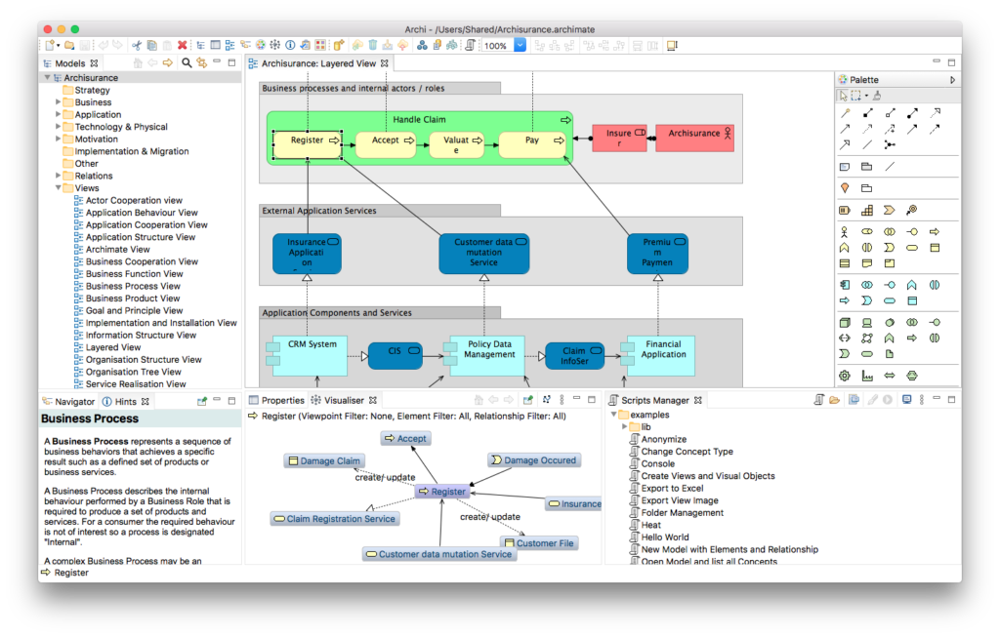 Archi - /Users/Shared/Archisurance.archimate
100%
Models
Archisurance
Strategy
Business
Application
Technology & Physical
Motivation
Implementation & Migration
Other
Relations
Views
Actor Cooperation view
Application Behaviour View
Application Cooperation View
Application Structure View
Archimate View
Business Cooperation View
Business Function View
Business Process View
Business Product View
Goal and Principle View
Implementation and Installation View
Information Structure View
Layered View
Organisation Structure View
Organisation Tree View
Service Realisation View
Archisurance: Layered View
Business processes and internal actors / roles
Handle Claim
Register
Accept
Valuat
e
Pay
Insure
r
Archisurance
External Application Services
Insurance
Applicati
on
Customer data
mutation
Service
Premiu
m
Paymen
Application Components and Services
CRM System
CIS
Policy Data
Management
Claim
InfoSer
Financial
Application
Palette
Navigator
Hints
Business Process
A Business Process represents a sequence of
business behaviors that achieves a specific
result such as a defined set of products or
business services.
A Business Process describes the internal
behaviour performed by a Business Role that is
required to produce a set of products and
services. For a consumer the required behaviour
is not of interest so a process is designated
"Internal".
A complex Business Process may be an
Register
Properties
Visualiser
Register (Viewpoint Filter: None, Element Filter: All, Relationship Filter: All)
Accept
Damage Claim
Damage Occured
create/ update
Register
Insurance
Claim Registration Service
create/ update
Customer File
Customer data mutation Service
Scripts Manager
examples
lib
Anonymize
Change Concept Type
Console
Create Views and Visual Objects
Export to Excel
Export View Image
Folder Management
Heat
Hello World
New Model with Elements and Relationship
Open Model and list all Concepts